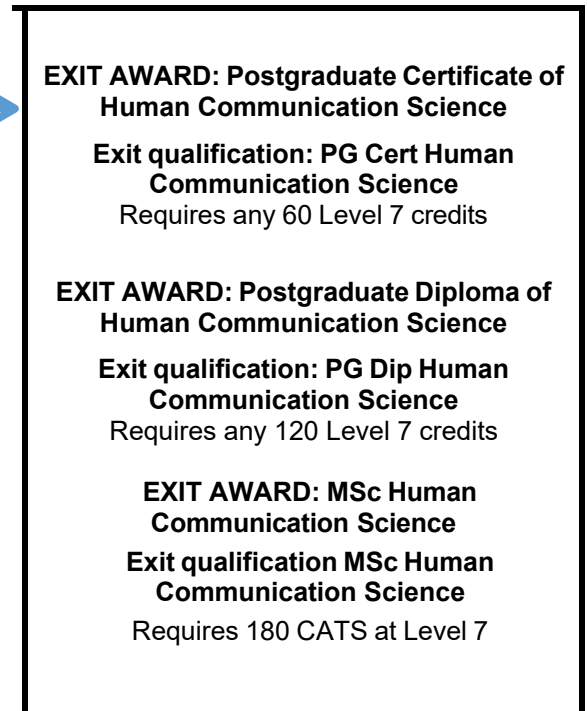 EXIT AWARD: Postgraduate Certificate of
Human Communication Science
Exit qualification: PG Cert Human
Communication Science
Requires any 60 Level 7 credits
EXIT AWARD: Postgraduate Diploma of
Human Communication Science
Exit qualification: PG Dip Human
Communication Science
Requires any 120 Level 7 credits
EXIT AWARD: MSc Human
Communication Science
Exit qualification MSc Human
Communication Science
Requires 180 CATS at Level 7